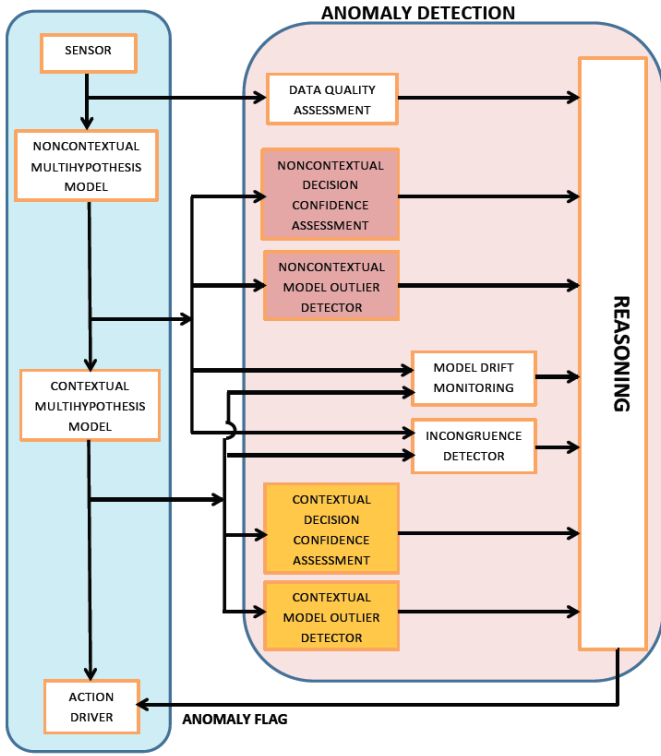 ANOMALY DETECTION
SENSOR
DATA QUALITY
ASSESSMENT
NONCONTEXTUAL
MULTIHYPOTHESIS
MODEL
NONCONTEXTUAL
DECISION
CONFIDENCE
ASSESSMENT
NONCONTEXTUAL
MODEL OUTLIER
DETECTOR
REASONING
CONTEXTUAL
MULTIHYPOTHESIS
MODEL
MODEL DRIFT
MONITORING
INCONGRUENCE
DETECTOR
CONTEXTUAL
DECISION
CONFIDENCE
ASSESSMENT
CONTEXTUAL
MODEL OUTLIER
DETECTOR
ACTION
DRIVER
ANOMALY FLAG